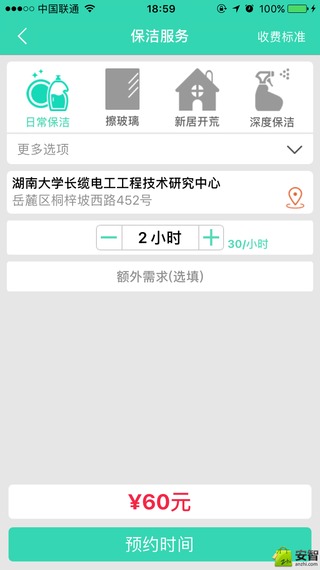 中国联通 18:59 100%
保洁服务 收费标准
日常保洁 擦玻璃 新居开荒 深度保洁
更多选项
湖南大学长缆电工工程技术研究中心
岳麓区桐梓坡西路452号
2 小时 30/小时
额外需求(选填)
¥60元
预约时间
安智
anzhi.com